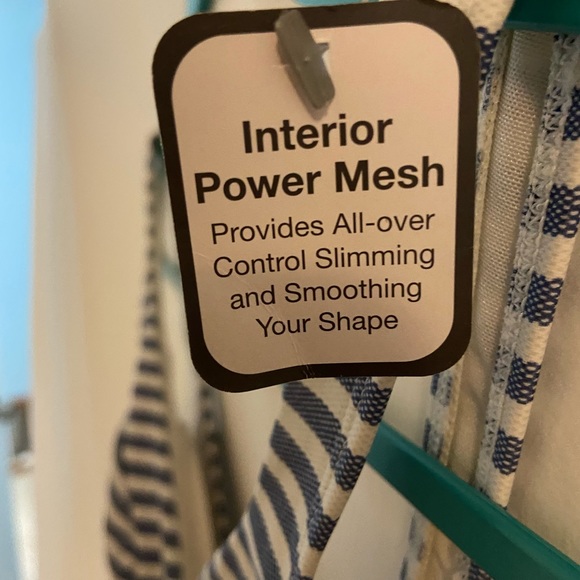 Interior
Power Mesh
Provides All-over
Control Slimming
and Smoothing
Your Shape